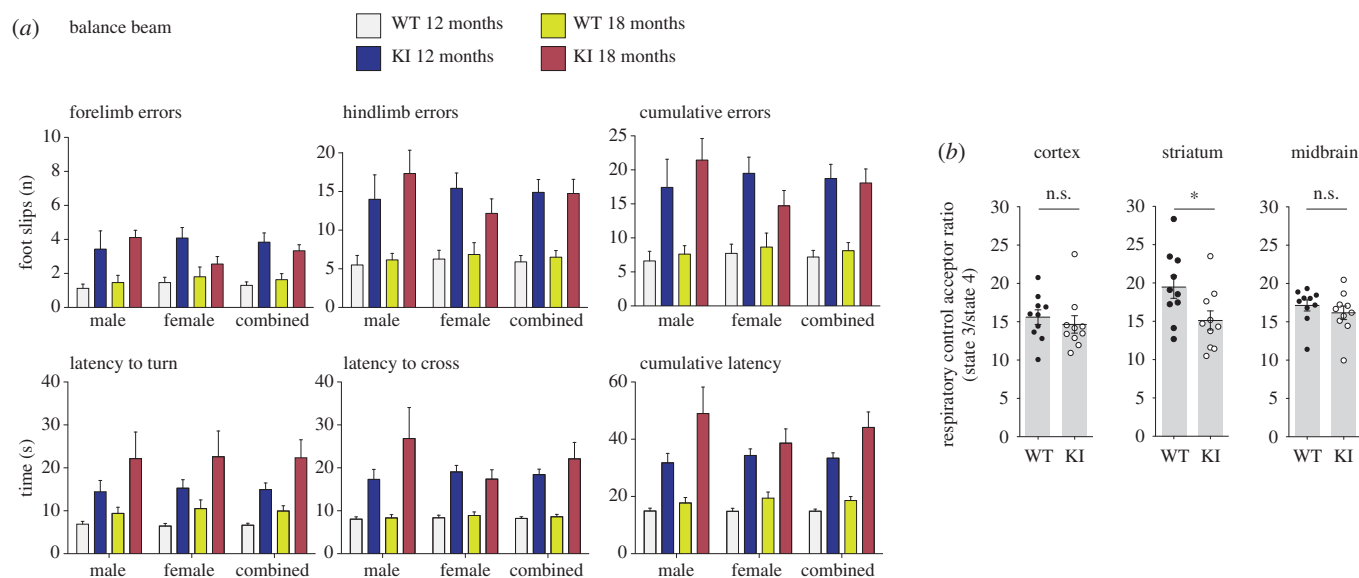 (a) balance beam
WT 12 months
WT 18 months
KI 12 months
KI 18 months
forelimb errors
hindlimb errors
cumulative errors
foot slips (n)
10
8
6
4
2
0
male female combined
20
15
10
5
0
male female combined
25
20
15
10
5
0
male female combined
latency to turn
latency to cross
cumulative latency
time (s)
40
30
20
10
0
male female combined
40
30
20
10
0
male female combined
60
40
20
0
male female combined
(b) cortex striatum midbrain
respiratory control acceptor ratio
(state 3/state 4)
n.s.
30
25
20
15
10
5
0
WT KI
*
30
25
20
15
10
5
0
WT KI
n.s.
30
25
20
15
10
5
0
WT KI